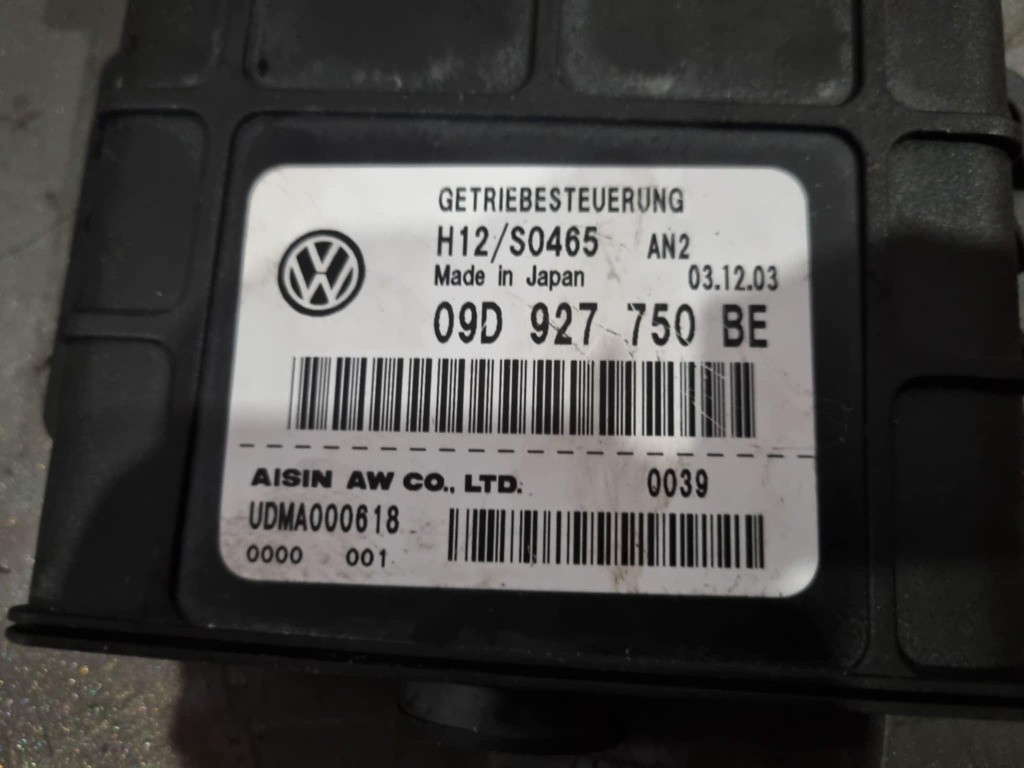 GETRIEBESTEUERUNG
H12/S0465 AN2
Made in Japan 03.12.03
09D 927 750 BE
AISIN AW CO., LTD. 0039
UDMA000618
0000 001